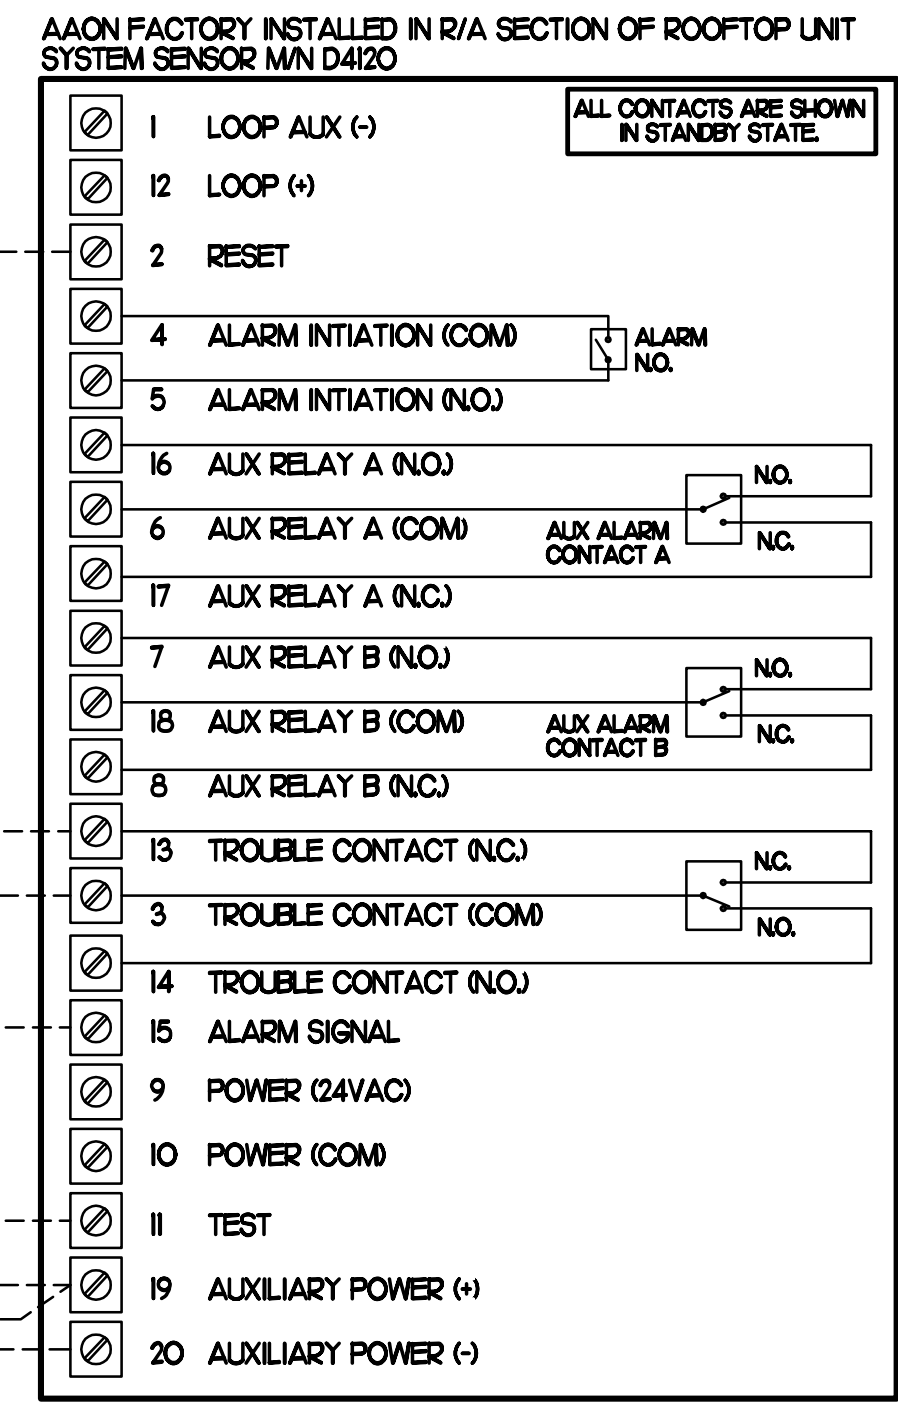 AAON FACTORY INSTALLED IN R/A SECTION OF ROOFTOP UNIT
SYSTEM SENSOR M/N D4120
ALL CONTACTS ARE SHOWN
IN STANDBY STATE.
1 LOOP AUX (-)
12 LOOP (+)
2 RESET
4 ALARM INTIATION (COM)
ALARM
N.O.
5 ALARM INTIATION (N.O.)
16 AUX RELAY A (N.O.)
N.O.
6 AUX RELAY A (COM)
AUX ALARM
CONTACT A
N.C.
17 AUX RELAY A (N.C.)
7 AUX RELAY B (N.O.)
N.O.
18 AUX RELAY B (COM)
AUX ALARM
CONTACT B
N.C.
8 AUX RELAY B (N.C.)
13 TROUBLE CONTACT (N.C.)
N.C.
3 TROUBLE CONTACT (COM)
N.O.
14 TROUBLE CONTACT (N.O.)
15 ALARM SIGNAL
9 POWER (24VAC)
10 POWER (COM)
11 TEST
19 AUXILIARY POWER (+)
20 AUXILIARY POWER (-)